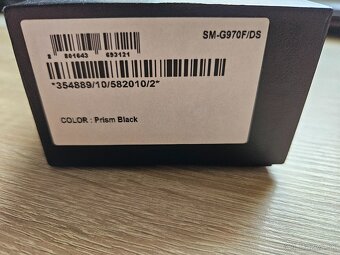 SM-G970F/DS
8 801643 693121
*354889/10/582010/2*
COLOR : Prism Black